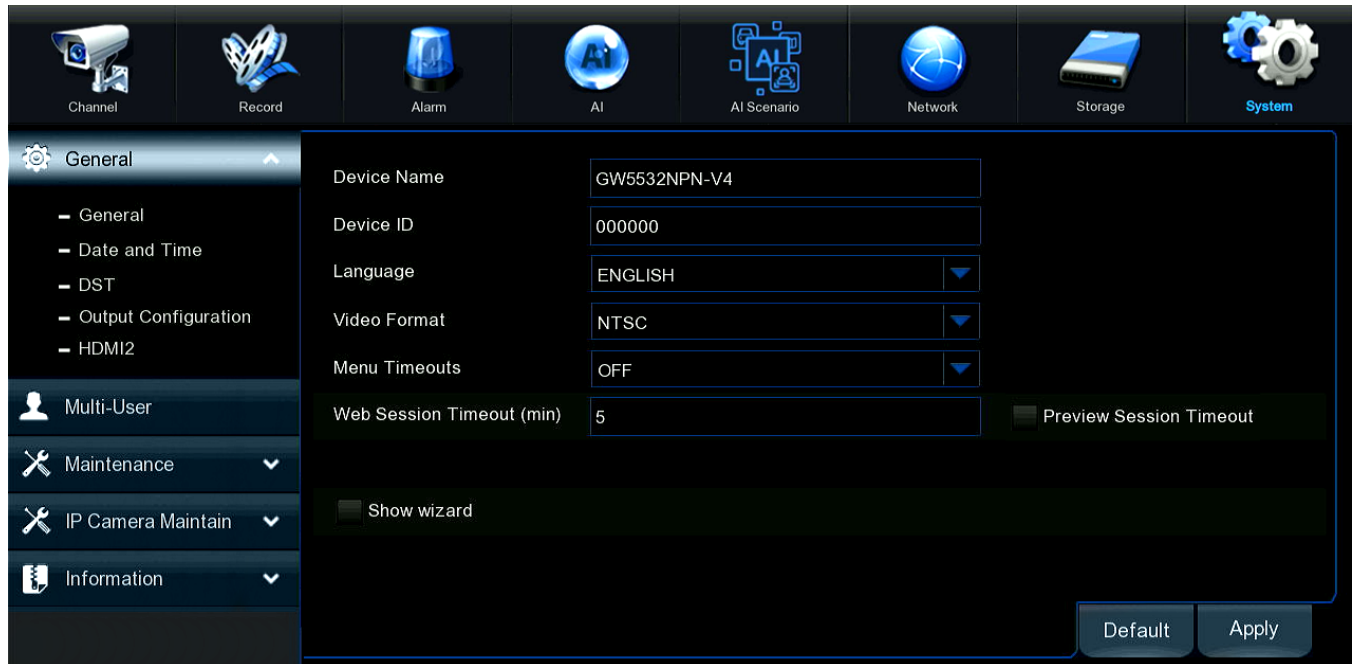 Channel
Record
Alarm
AI
AI Scenario
Network
Storage
System
General
General
Date and Time
DST
Output Configuration
HDMI2
Multi-User
Maintenance
IP Camera Maintain
Information
Device Name GW5532NPN-V4
Device ID 000000
Language ENGLISH
Video Format NTSC
Menu Timeouts OFF
Web Session Timeout (min) 5 Preview Session Timeout
Show wizard
Default Apply